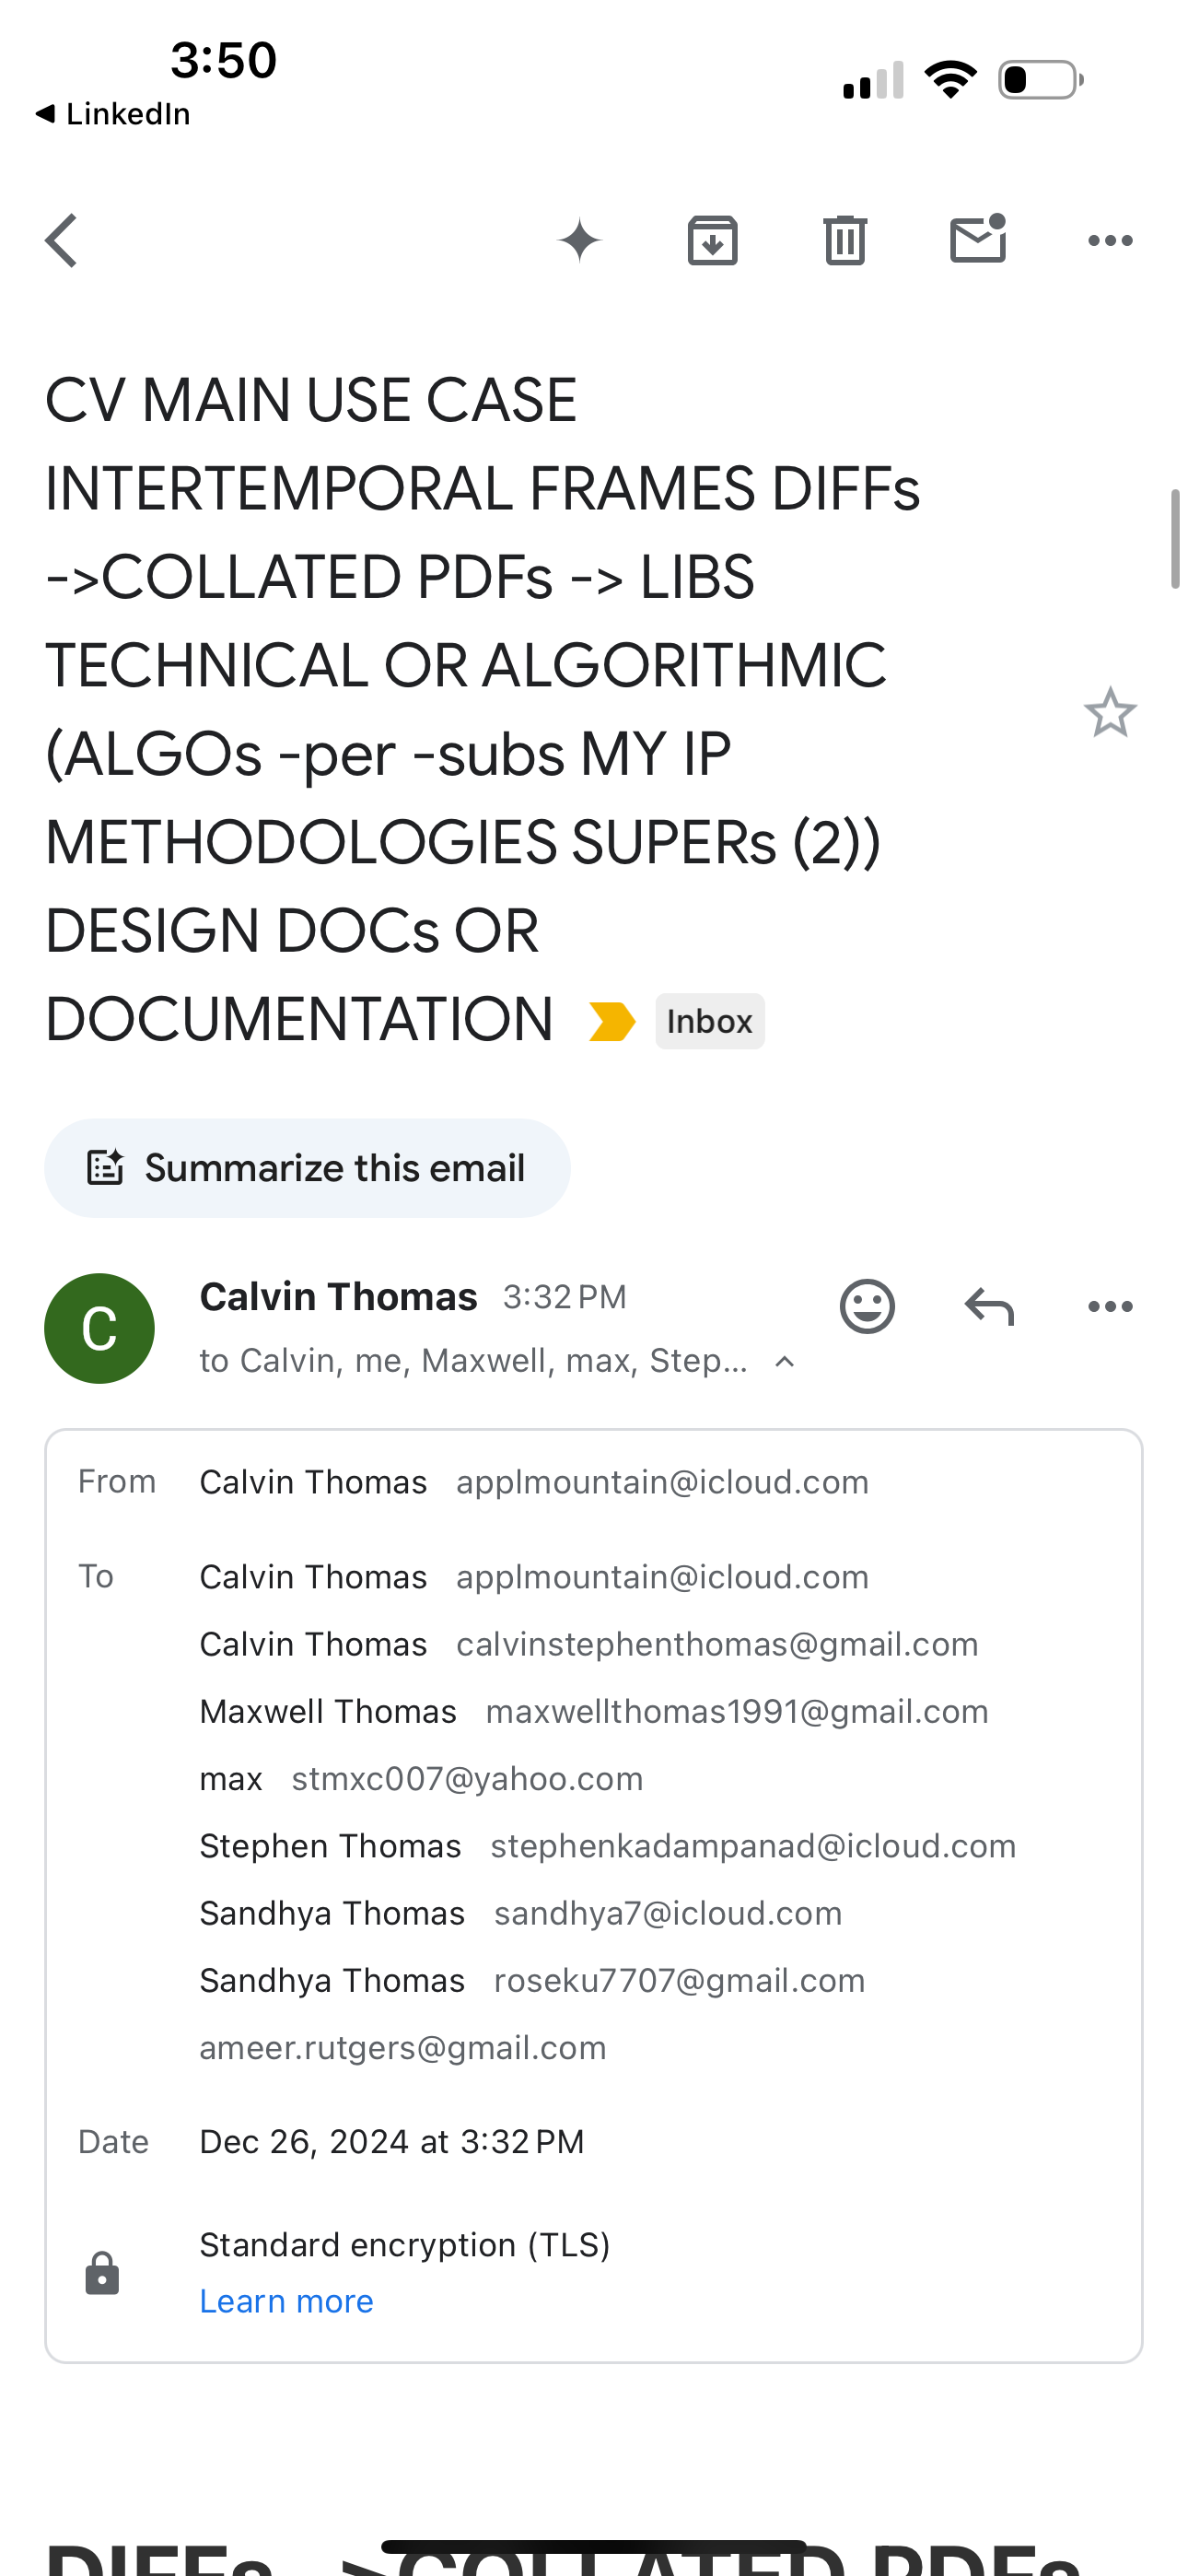 3:50
LinkedIn
CV MAIN USE CASE
INTERTEMPORAL FRAMES DIFFs
->COLLATED PDFs -> LIBS
TECHNICAL OR ALGORITHMIC
(ALGOs -per -subs MY IP
METHODOLOGIES SUPERs (2))
DESIGN DOCs OR
DOCUMENTATION Inbox
Summarize this email
C
Calvin Thomas 3:32 PM
to Calvin, me, Maxwell, max, Step...
From Calvin Thomas applmountain@icloud.com
To Calvin Thomas applmountain@icloud.com
Calvin Thomas calvinstephenthomas@gmail.com
Maxwell Thomas maxwellthomas1991@gmail.com
max stmxc007@yahoo.com
Stephen Thomas stephenkadampanad@icloud.com
Sandhya Thomas sandhya7@icloud.com
Sandhya Thomas roseku7707@gmail.com
ameer.rutgers@gmail.com
Date Dec 26, 2024 at 3:32 PM
Standard encryption (TLS)
Learn more
DIFFs ->COLLATED PDFs